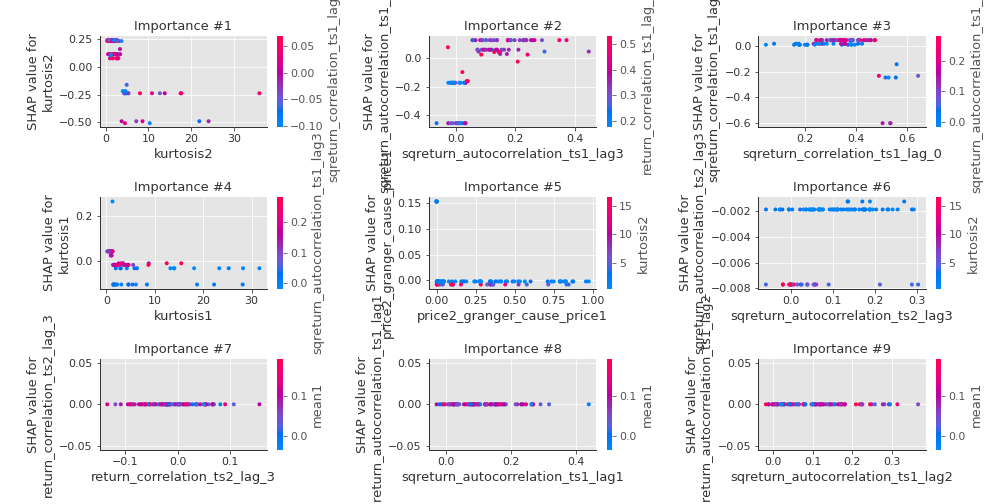 Importance #1
SHAP value for
kurtosis2
0.25
0.00
−0.25
−0.50
0
10
20
30
kurtosis2
0.05
0.00
−0.05
−0.10
Importance #2
SHAP value for
0.0
−0.2
−0.4
0.0
0.2
0.4
sqreturn_autocorrelation_ts1_lag3
0.5
0.4
0.3
0.2
Importance #3
SHAP value for
0.0
−0.2
−0.4
−0.6
0.2
0.4
0.6
sqreturn_correlation_ts1_lag_0
0.2
0.1
0.0
Importance #4
SHAP value for
kurtosis1
0.2
0.0
0
10
20
30
kurtosis1
0.2
0.1
0.0
sqreturn_autocorrelation_ts1_lag3
Importance #5
SHAP value for
price2_granger_cause_price1
0.15
0.10
0.05
0.00
0.00
0.25
0.50
0.75
1.00
price2_granger_cause_price1
15
10
5
kurtosis2
Importance #6
SHAP value for
sqreturn_autocorrelation_ts2_lag3
−0.002
−0.004
−0.006
−0.008
0.0
0.1
0.2
0.3
sqreturn_autocorrelation_ts2_lag3
15
10
5
kurtosis2
Importance #7
SHAP value for
return_correlation_ts2_lag_3
0.05
0.00
−0.05
−0.1
0.0
0.1
return_correlation_ts2_lag_3
0.1
0.0
mean1
Importance #8
SHAP value for
sqreturn_autocorrelation_ts1_lag1
0.05
0.00
−0.05
0.0
0.2
0.4
sqreturn_autocorrelation_ts1_lag1
0.1
0.0
mean1
Importance #9
SHAP value for
sqreturn_autocorrelation_ts1_lag2
0.05
0.00
−0.05
0.0
0.1
0.2
0.3
sqreturn_autocorrelation_ts1_lag2
0.1
0.0
mean1